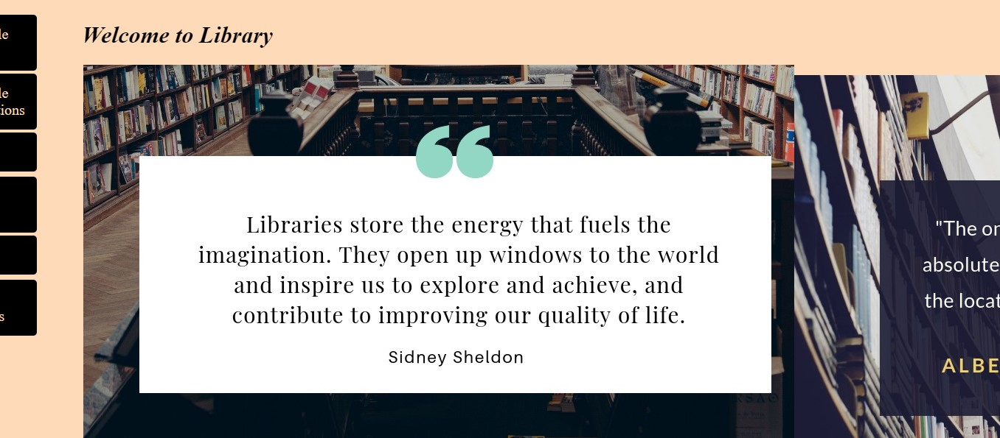 le
Welcome to Library
le
ions
s
Libraries store the energy that fuels the
imagination. They open up windows to the world
and inspire us to explore and achieve, and
contribute to improving our quality of life.
Sidney Sheldon
"The or
absolute
the locat
ALBE